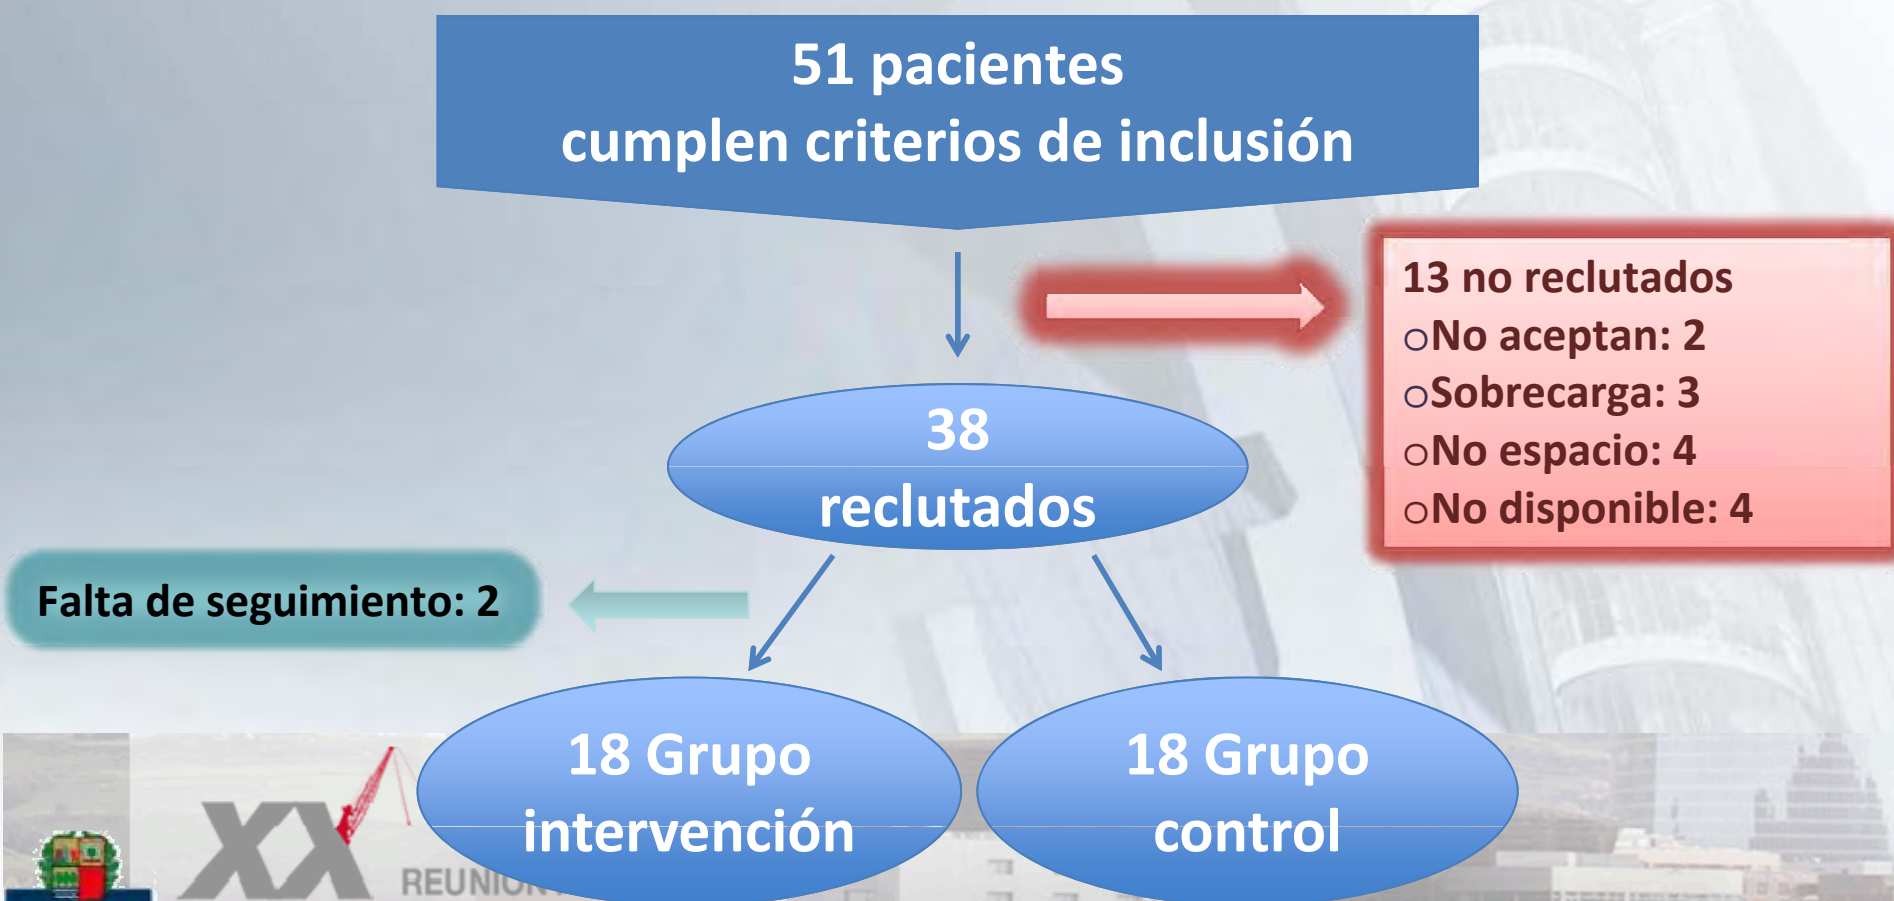 51 pacientes
cumplen criterios de inclusión
13 no reclutados
oNo aceptan: 2
oSobrecarga: 3
oNo espacio: 4
oNo disponible: 4
38
reclutados
Falta de seguimiento: 2
18 Grupo
intervención
18 Grupo
control
XX